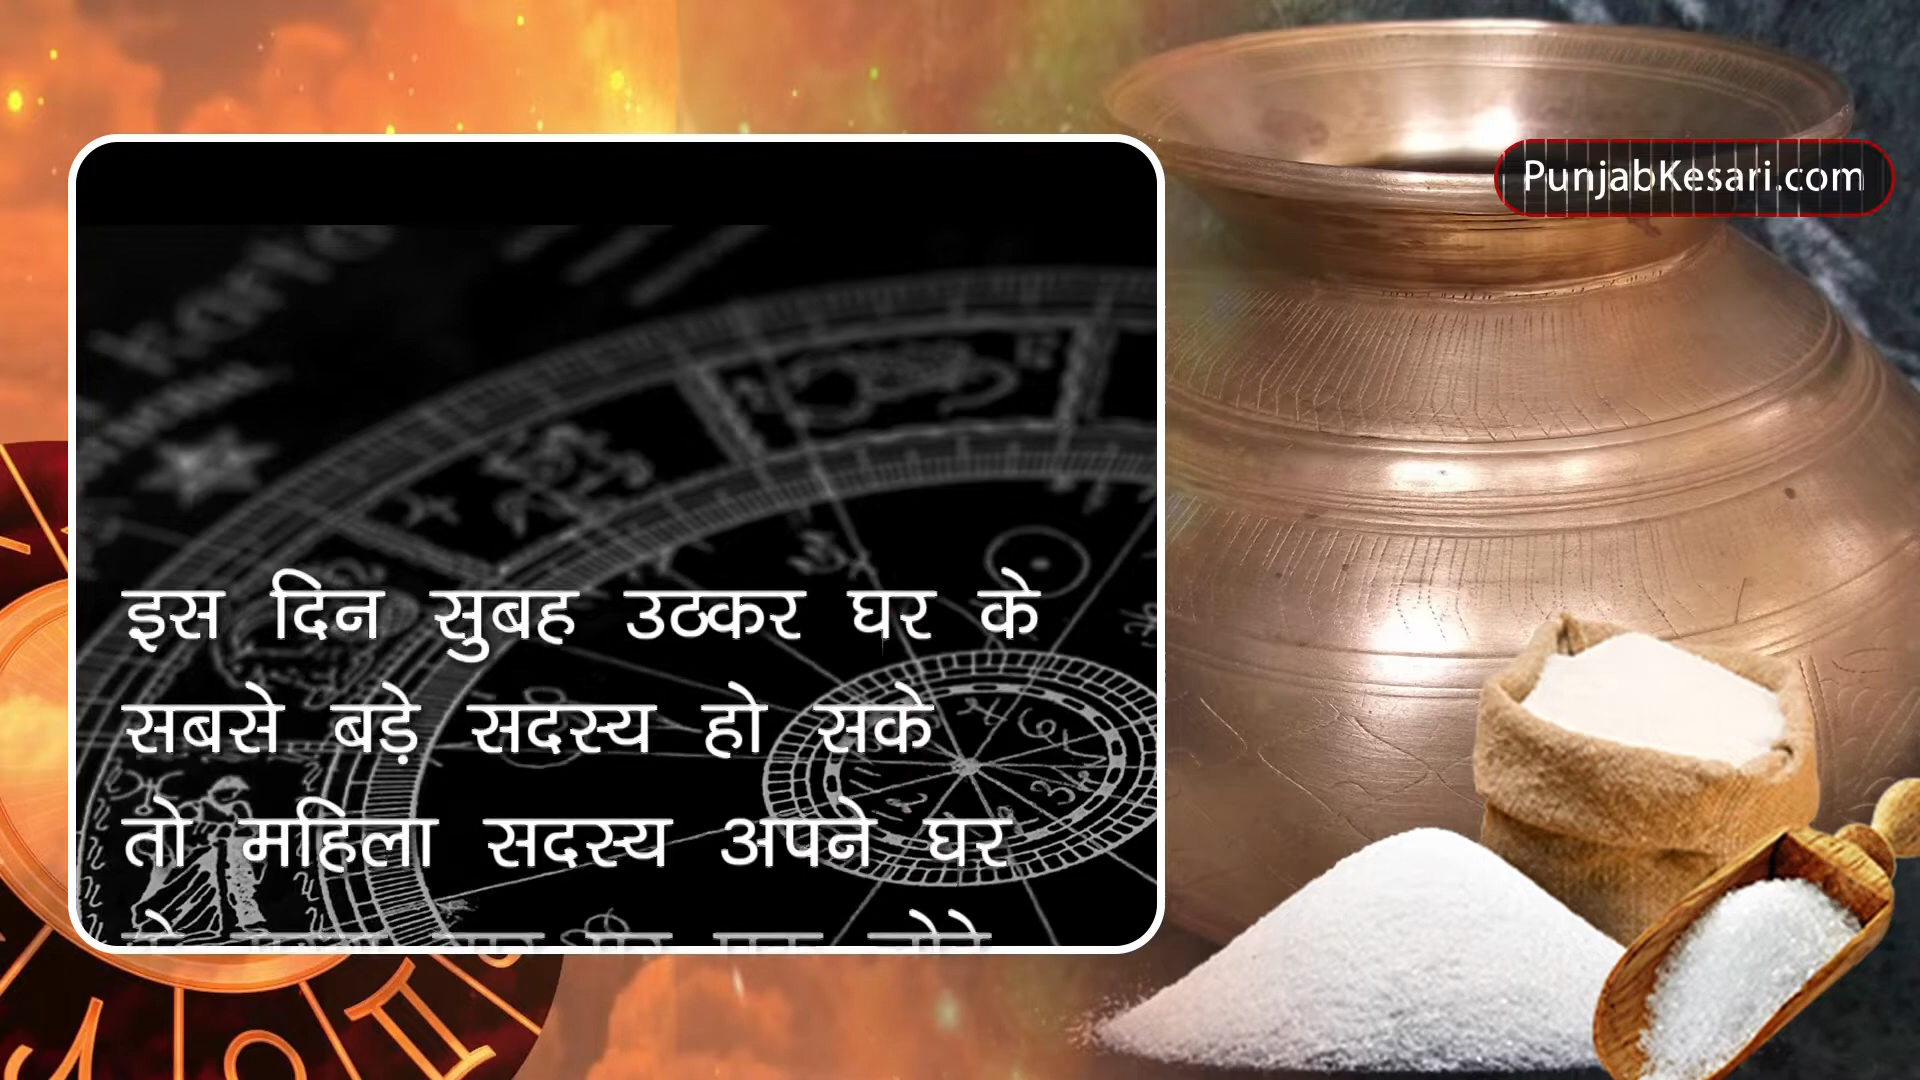 PunjabKesari.com
इस दिन सुबह उठकर घर के
सबसे बड़े सदस्य हो सके
तो महिला सदस्य अपने घर